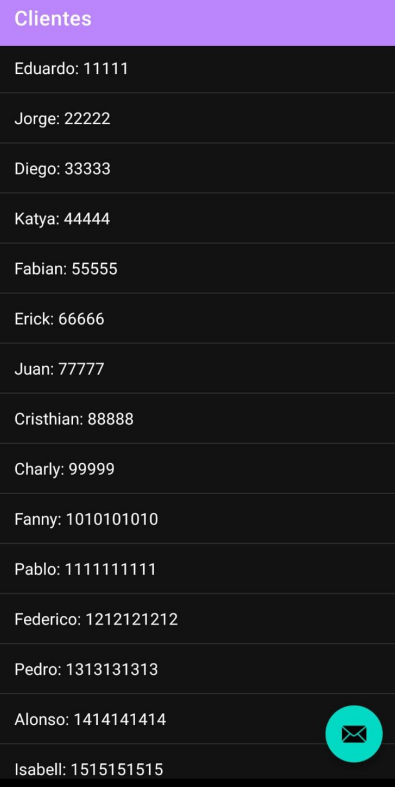 Clientes
Eduardo: 11111
Jorge: 22222
Diego: 33333
Katya: 44444
Fabian: 55555
Erick: 66666
Juan: 77777
Cristhian: 88888
Charly: 99999
Fanny: 1010101010
Pablo: 1111111111
Federico: 1212121212
Pedro: 1313131313
Alonso: 1414141414
Isabell: 1515151515